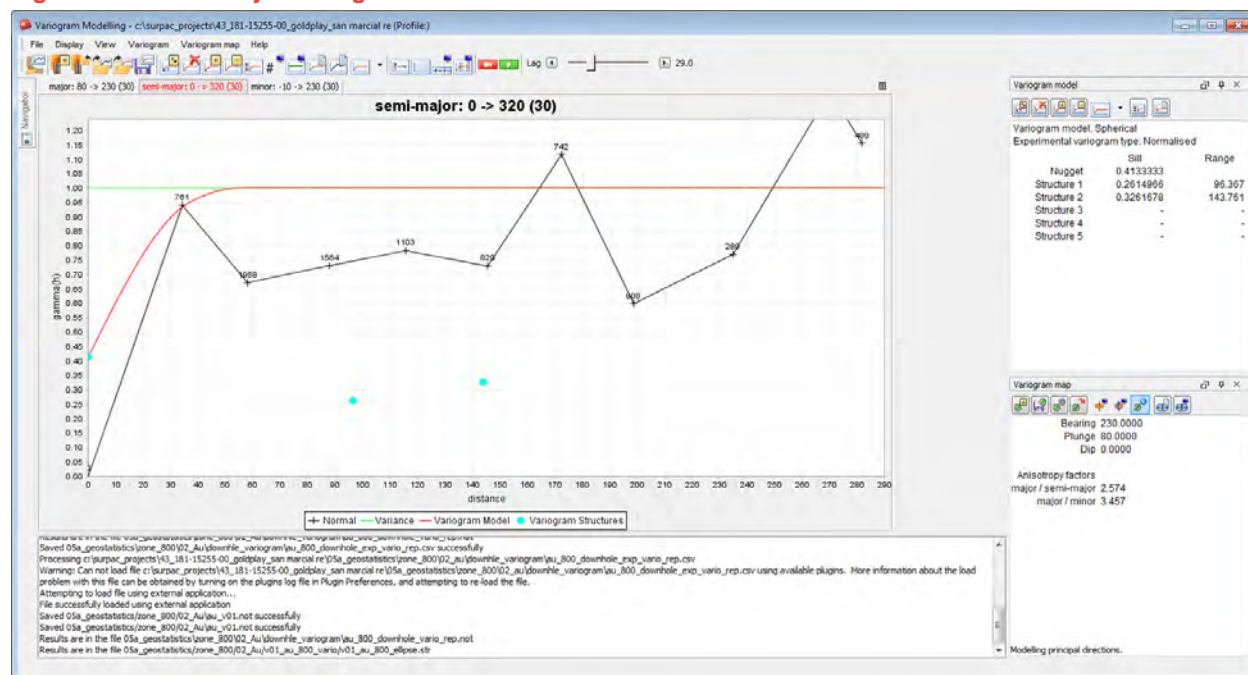 Variogram Modelling - c:\surpac_projects\43_181-15255-00_goldplay_san marcial re (Profile:)
File Display View Variogram Variogram map Help
Lag 29.0
major: 80 -> 230 (30) semi-major: 0 -> 320 (30) minor: -10 -> 230 (30)
Navigator
semi-major: 0 -> 320 (30)
1.20
1.15
1.10
1.05
1.00
0.95
0.90
0.85
0.80
0.75
0.70
0.65
0.60
0.55
0.50
0.45
0.40
0.35
0.30
0.25
0.20
0.15
0.10
0.05
0.00
gamma(h)
761
1564
1103
742
0 10 20 30 40 50 60 70 80 90 100 110 120 130 140 150 160 170 180 190 200 210 220 230 240 250 260 270 280 290
distance
Normal Variance Variogram Model Variogram Structures
Variogram model
Variogram model: Spherical
Experimental variogram type: Normalised
Sill Range
Nugget 0.4133333
Structure 1 0.2614966 96.367
Structure 2 0.3261678 143.761
Structure 3 - -
Structure 4 - -
Structure 5 - -
Variogram map
Bearing 230.0000
Plunge 80.0000
Dip 0.0000
Anisotropy factors
major / semi-major 2.574
major / minor 3.457
Modelling principal directions.
Saved 05a_geostatistics\zone_800\02_Au\downhle_variogram\au_800_downhole_exp_vario_rep.csv successfully
Processing c:\surpac_projects\43_181-15255-00_goldplay_san marcial re\05a_geostatistics\zone_800\02_au\downhle_variogram\au_800_downhole_exp_vario_rep.csv
Warning: Can not load file c:\surpac_projects\43_181-15255-00_goldplay_san marcial re\05a_geostatistics\zone_800\02_au\downhle_variogram\au_800_downhole_exp_vario_rep.csv using available plugins. More information about the load
problem with this file can be obtained by turning on the plugins log file in Plugin Preferences, and attempting to re-load the file.
Attempting to load file using external application...
File successfully loaded using external application
Saved 05a_geostatistics/zone_800/02_Au\au_v01.not successfully
Saved 05a_geostatistics/zone_800/02_Au\au_v01.not successfully
Results are in the file 05a_geostatistics\zone_800\02_Au\downhle_variogram\au_800_downhole_vario_rep.not
Results are in the file 05a_geostatistics/zone_800/02_Au/v01_au_800_vario/v01_au_800_ellipse.str